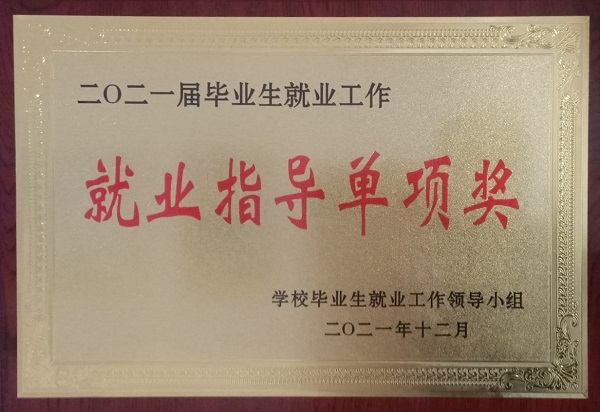 二〇二一届毕业生就业工作
就业指导单项奖
学校毕业生就业工作领导小组
二〇二一年十二月